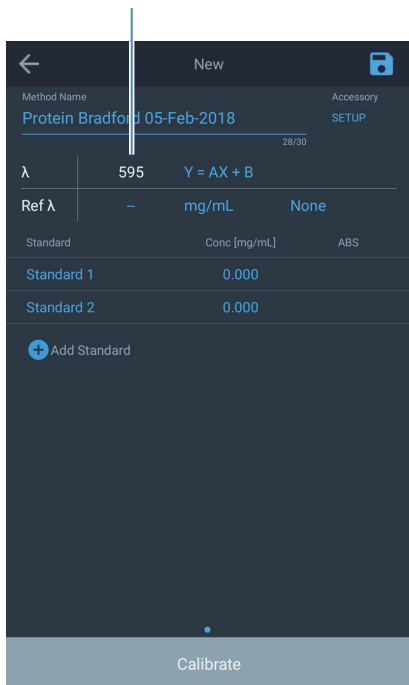 New
Method Name Accessory
Protein Bradford 05-Feb-2018 SETUP
28/30
λ 595 Y = AX + B
Ref λ -- mg/mL None
Standard Conc [mg/mL] ABS
Standard 1 0.000
Standard 2 0.000
Add Standard
Calibrate